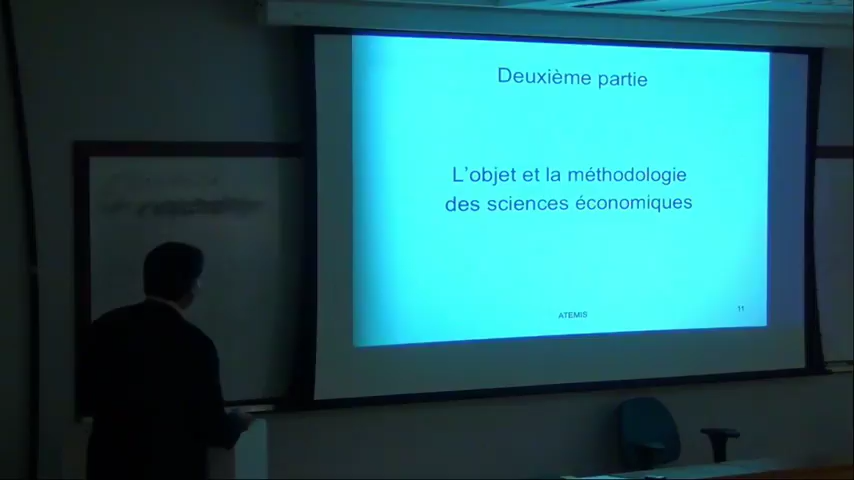 Deuxième partie
L'objet et la méthodologie
des sciences économiques
ATEMIS
11